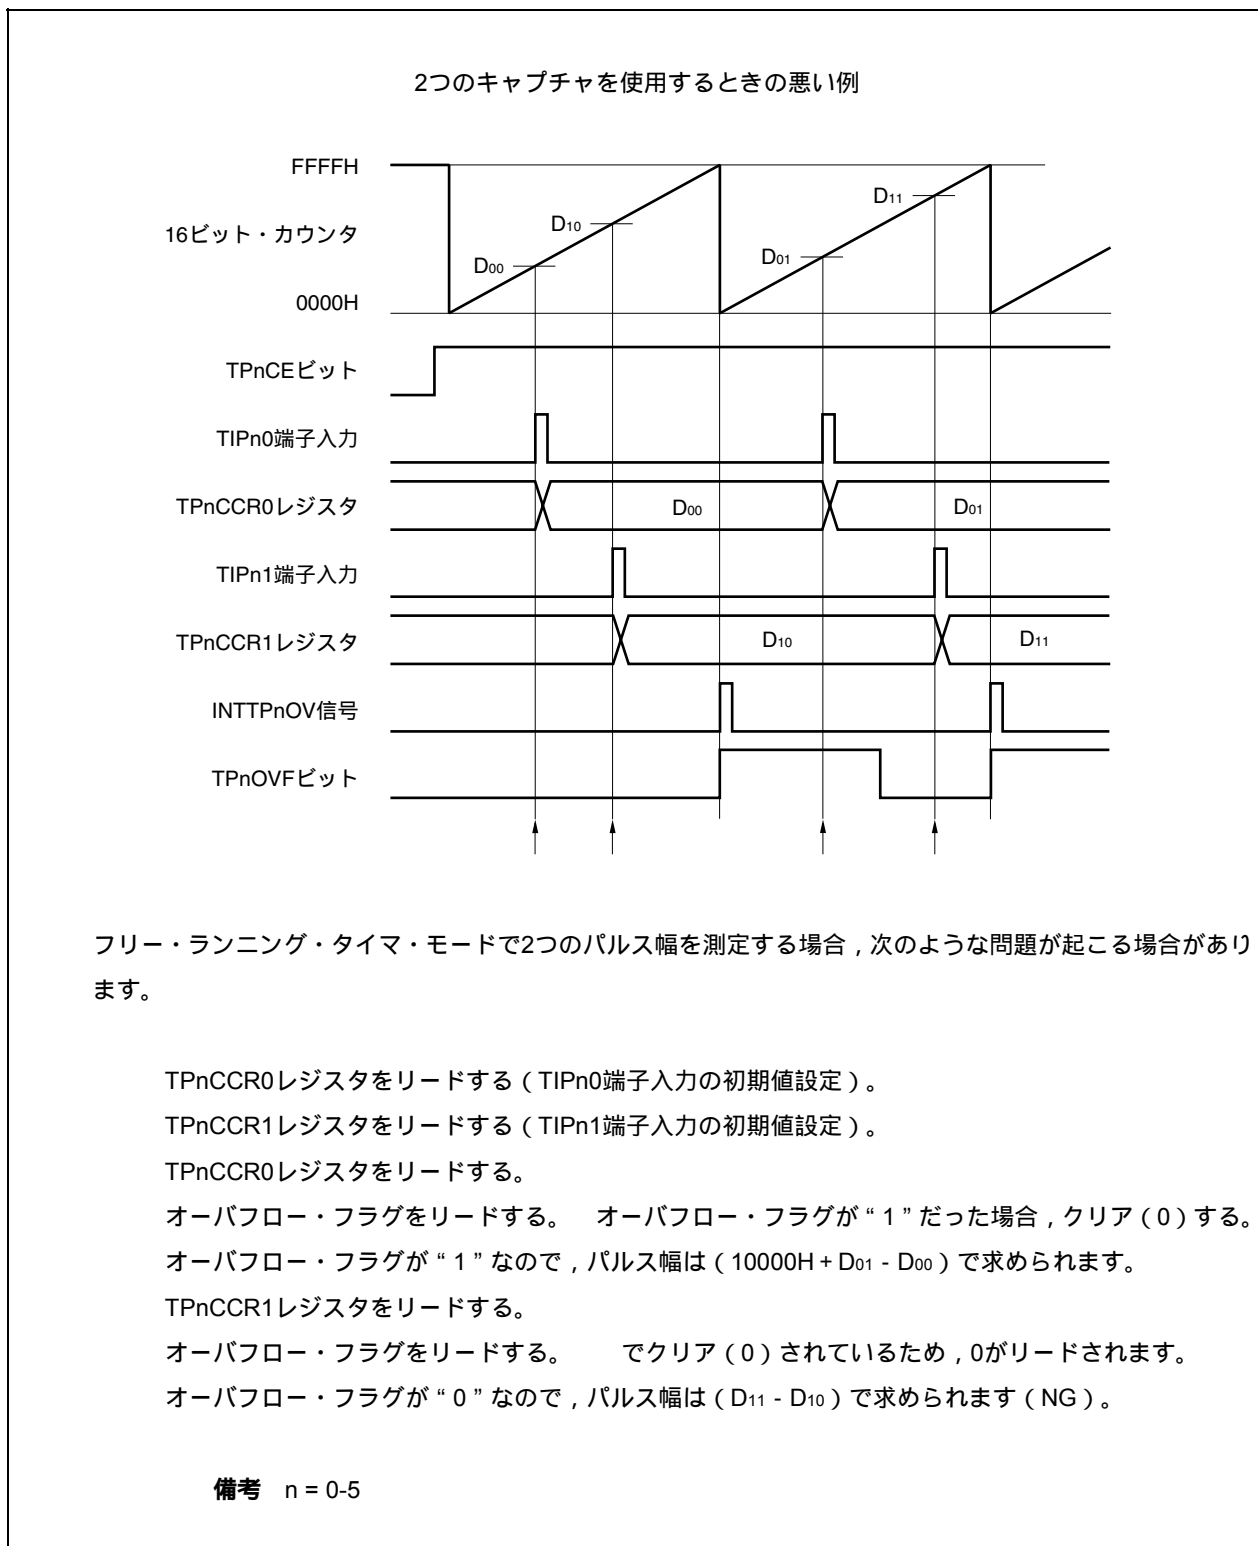 2つのキャプチャを使用するときの悪い例
FFFFH
D11
D10
16ビット・カウンタ
D01
D00
0000H
TPnCEビット
TIPn0端子入力
TPnCCR0レジスタ
D00
D01
TIPn1端子入力
TPnCCR1レジスタ
D10
D11
INTTPnOV信号
TPnOVFビット
フリー・ランニング・タイマ・モードで2つのパルス幅を測定する場合，次のような問題が起こる場合があり
ます。
TPnCCR0レジスタをリードする（TIPn0端子入力の初期値設定）。
TPnCCR1レジスタをリードする（TIPn1端子入力の初期値設定）。
TPnCCR0レジスタをリードする。
オーバフロー・フラグをリードする。　オーバフロー・フラグが“1”だった場合，クリア（0）する。
オーバフロー・フラグが“1”なので，パルス幅は（10000H + D01 - D00）で求められます。
TPnCCR1レジスタをリードする。
オーバフロー・フラグをリードする。　　でクリア（0）されているため，0がリードされます。
オーバフロー・フラグが“0”なので，パルス幅は（D11 - D10）で求められます（NG）。
備考　n = 0-5